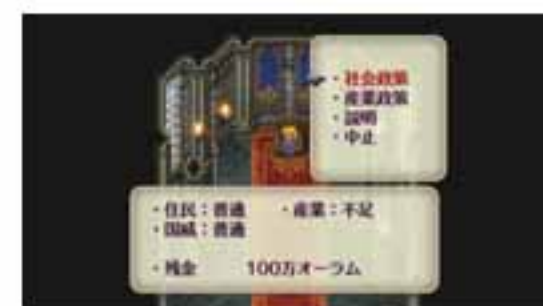 ・社会政策
・産業政策
・説明
・中止
・住民：普通 ・産業：不足
・国威：普通
・残金 100万オーラム